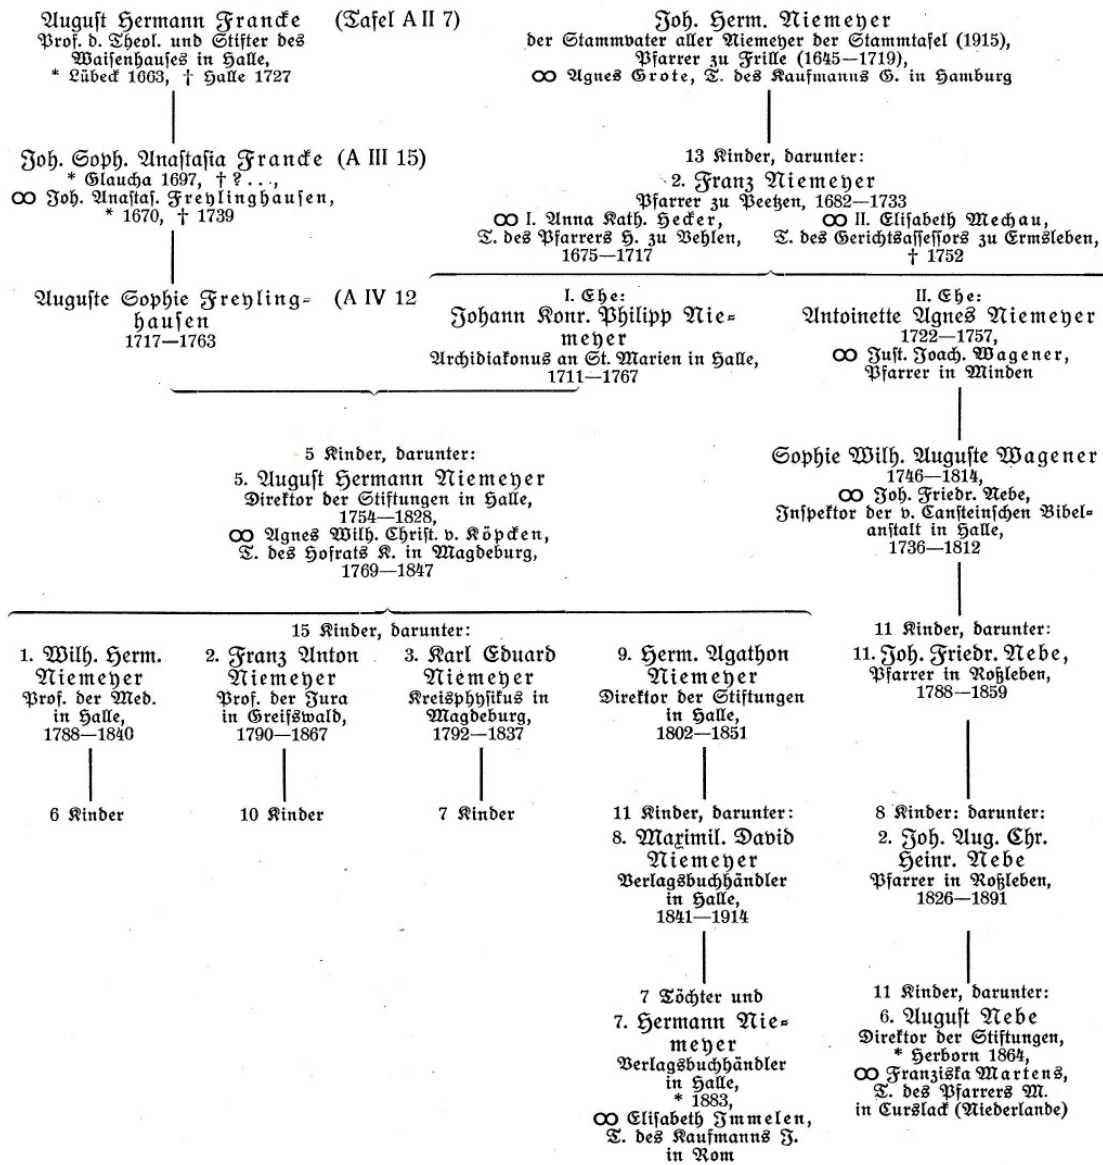 August Hermann Francke (Tafel A II 7)
Prof. d. Theol. und Stifter des
Waisenhauses in Halle,
* Lübeck 1663, † Halle 1727
Joh. Herm. Niemeyer
der Stammvater aller Niemeyer der Stammtafel (1915),
Pfarrer zu Frille (1645—1719),
∞ Agnes Grote, T. des Kaufmanns G. in Hamburg
Joh. Soph. Anastasia Francke (A III 15)
* Glaucha 1697, † ? . . .,
∞ Joh. Anastas. Freylinghausen,
* 1670, † 1739
13 Kinder, darunter:
2. Franz Niemeyer
Pfarrer zu Peetzen, 1682—1733
∞ I. Anna Kath. Hecker,
T. des Pfarrers H. zu Vehlen,
1675—1717
∞ II. Elisabeth Mechau,
T. des Gerichtsassessors zu Ermsleben,
† 1752
Auguste Sophie Freyling= (A IV 12
hausen
1717—1763
I. Ehe:
Johann Konr. Philipp Nie=
meyer
Archidiakonus an St. Marien in Halle,
1711—1767
II. Ehe:
Antoinette Agnes Niemeyer
1722—1757,
∞ Just. Joach. Wagener,
Pfarrer in Minden
5 Kinder, darunter:
5. August Hermann Niemeyer
Direktor der Stiftungen in Halle,
1754—1828,
∞ Agnes Wilh. Christ. v. Köpcken,
T. des Hofrats K. in Magdeburg,
1769—1847
Sophie Wilh. Auguste Wagener
1746—1814,
∞ Joh. Friedr. Nebe,
Inspektor der v. Cansteinschen Bibel=
anstalt in Halle,
1736—1812
15 Kinder, darunter:
1. Wilh. Herm.
Niemeyer
Prof. der Med.
in Halle,
1788—1840
2. Franz Anton
Niemeyer
Prof. der Jura
in Greifswald,
1790—1867
3. Karl Eduard
Niemeyer
Kreisphysikus in
Magdeburg,
1792—1837
9. Herm. Agathon
Niemeyer
Direktor der Stiftungen
in Halle,
1802—1851
11 Kinder, darunter:
11. Joh. Friedr. Nebe,
Pfarrer in Roßleben,
1788—1859
6 Kinder
10 Kinder
7 Kinder
11 Kinder, darunter:
8. Maximil. David
Niemeyer
Verlagsbuchhändler
in Halle,
1841—1914
8 Kinder: darunter:
2. Joh. Aug. Chr.
Heinr. Nebe
Pfarrer in Roßleben,
1826—1891
7 Töchter und
7. Hermann Nie=
meyer
Verlagsbuchhändler
in Halle,
* 1883,
∞ Elisabeth Immelen,
T. des Kaufmanns J.
in Rom
11 Kinder, darunter:
6. August Nebe
Direktor der Stiftungen,
* Herborn 1864,
∞ Franziska Martens,
T. des Pfarrers M.
in Curslack (Niederlande)